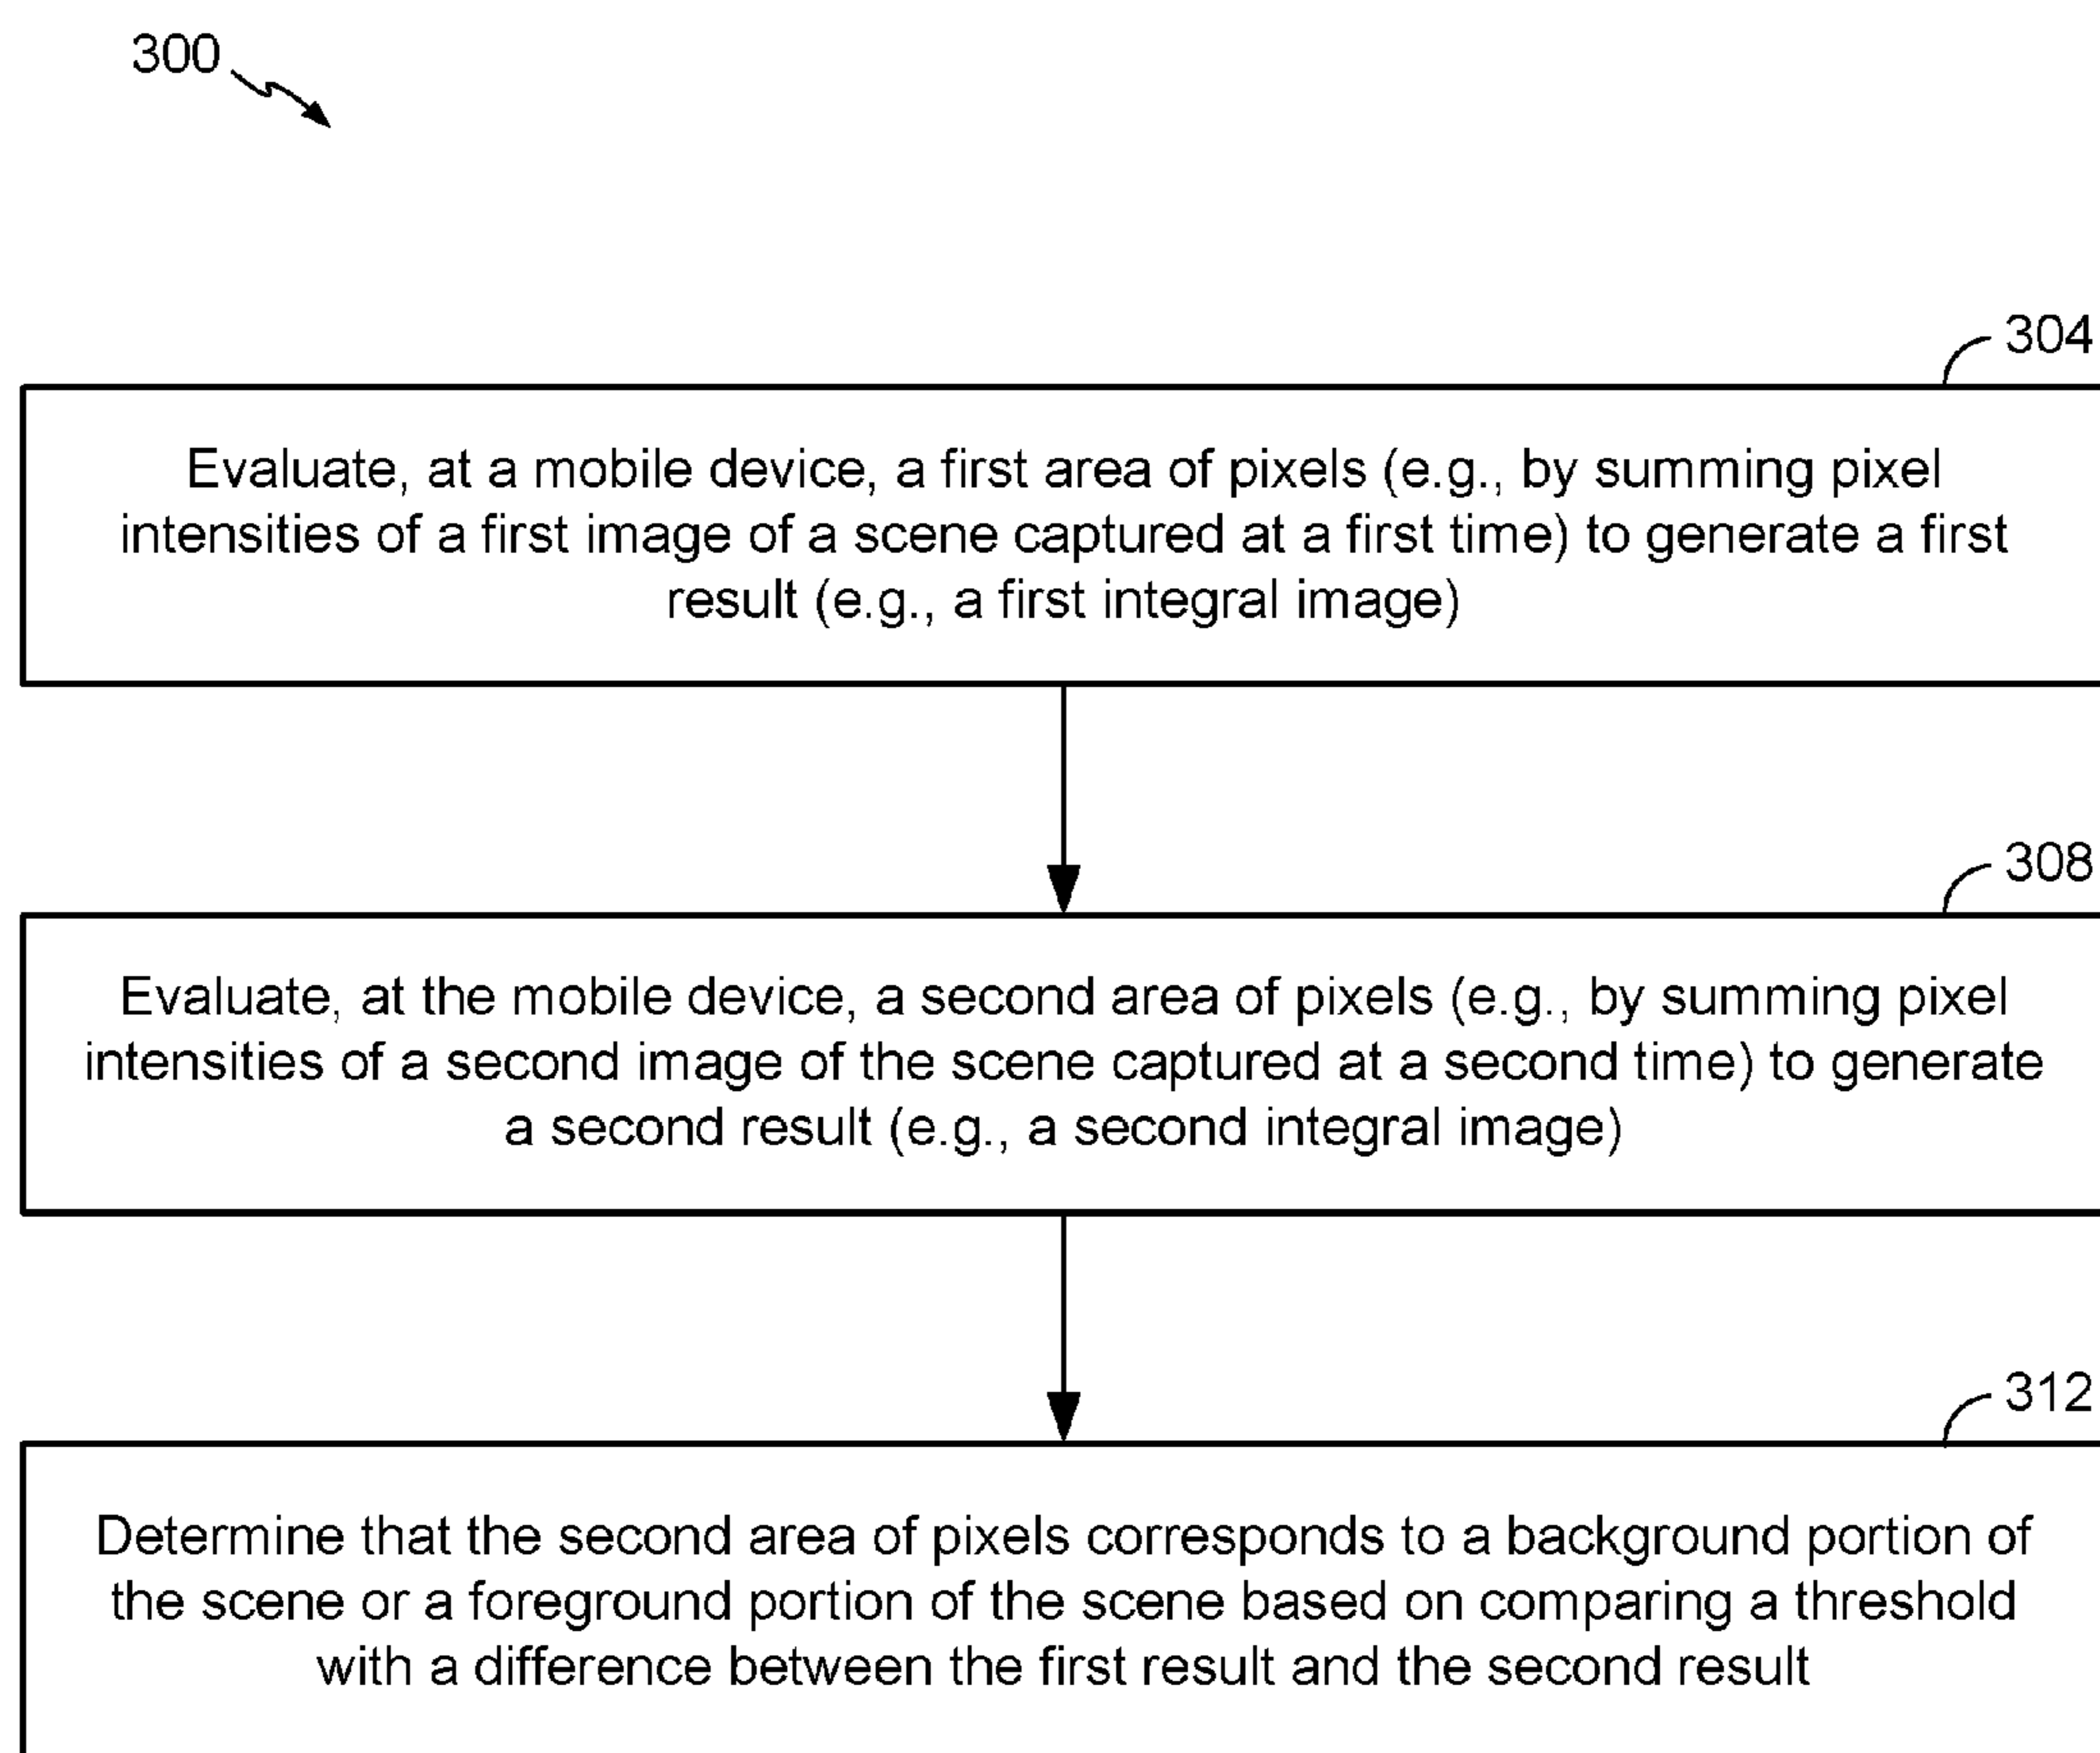 300
304
Evaluate, at a mobile device, a first area of pixels (e.g., by summing pixel
intensities of a first image of a scene captured at a first time) to generate a first
result (e.g., a first integral image)
308
Evaluate, at the mobile device, a second area of pixels (e.g., by summing pixel
intensities of a second image of the scene captured at a second time) to generate
a second result (e.g., a second integral image)
312
Determine that the second area of pixels corresponds to a background portion of
the scene or a foreground portion of the scene based on comparing a threshold
with a difference between the first result and the second result